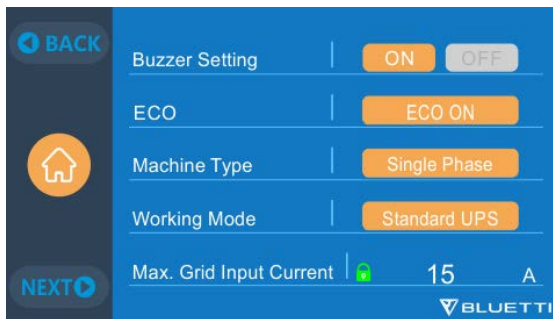 BACK
Buzzer Setting ON OFF
ECO ECO ON
Machine Type Single Phase
Working Mode Standard UPS
Max. Grid Input Current 15 A
NEXT
BLUETTI